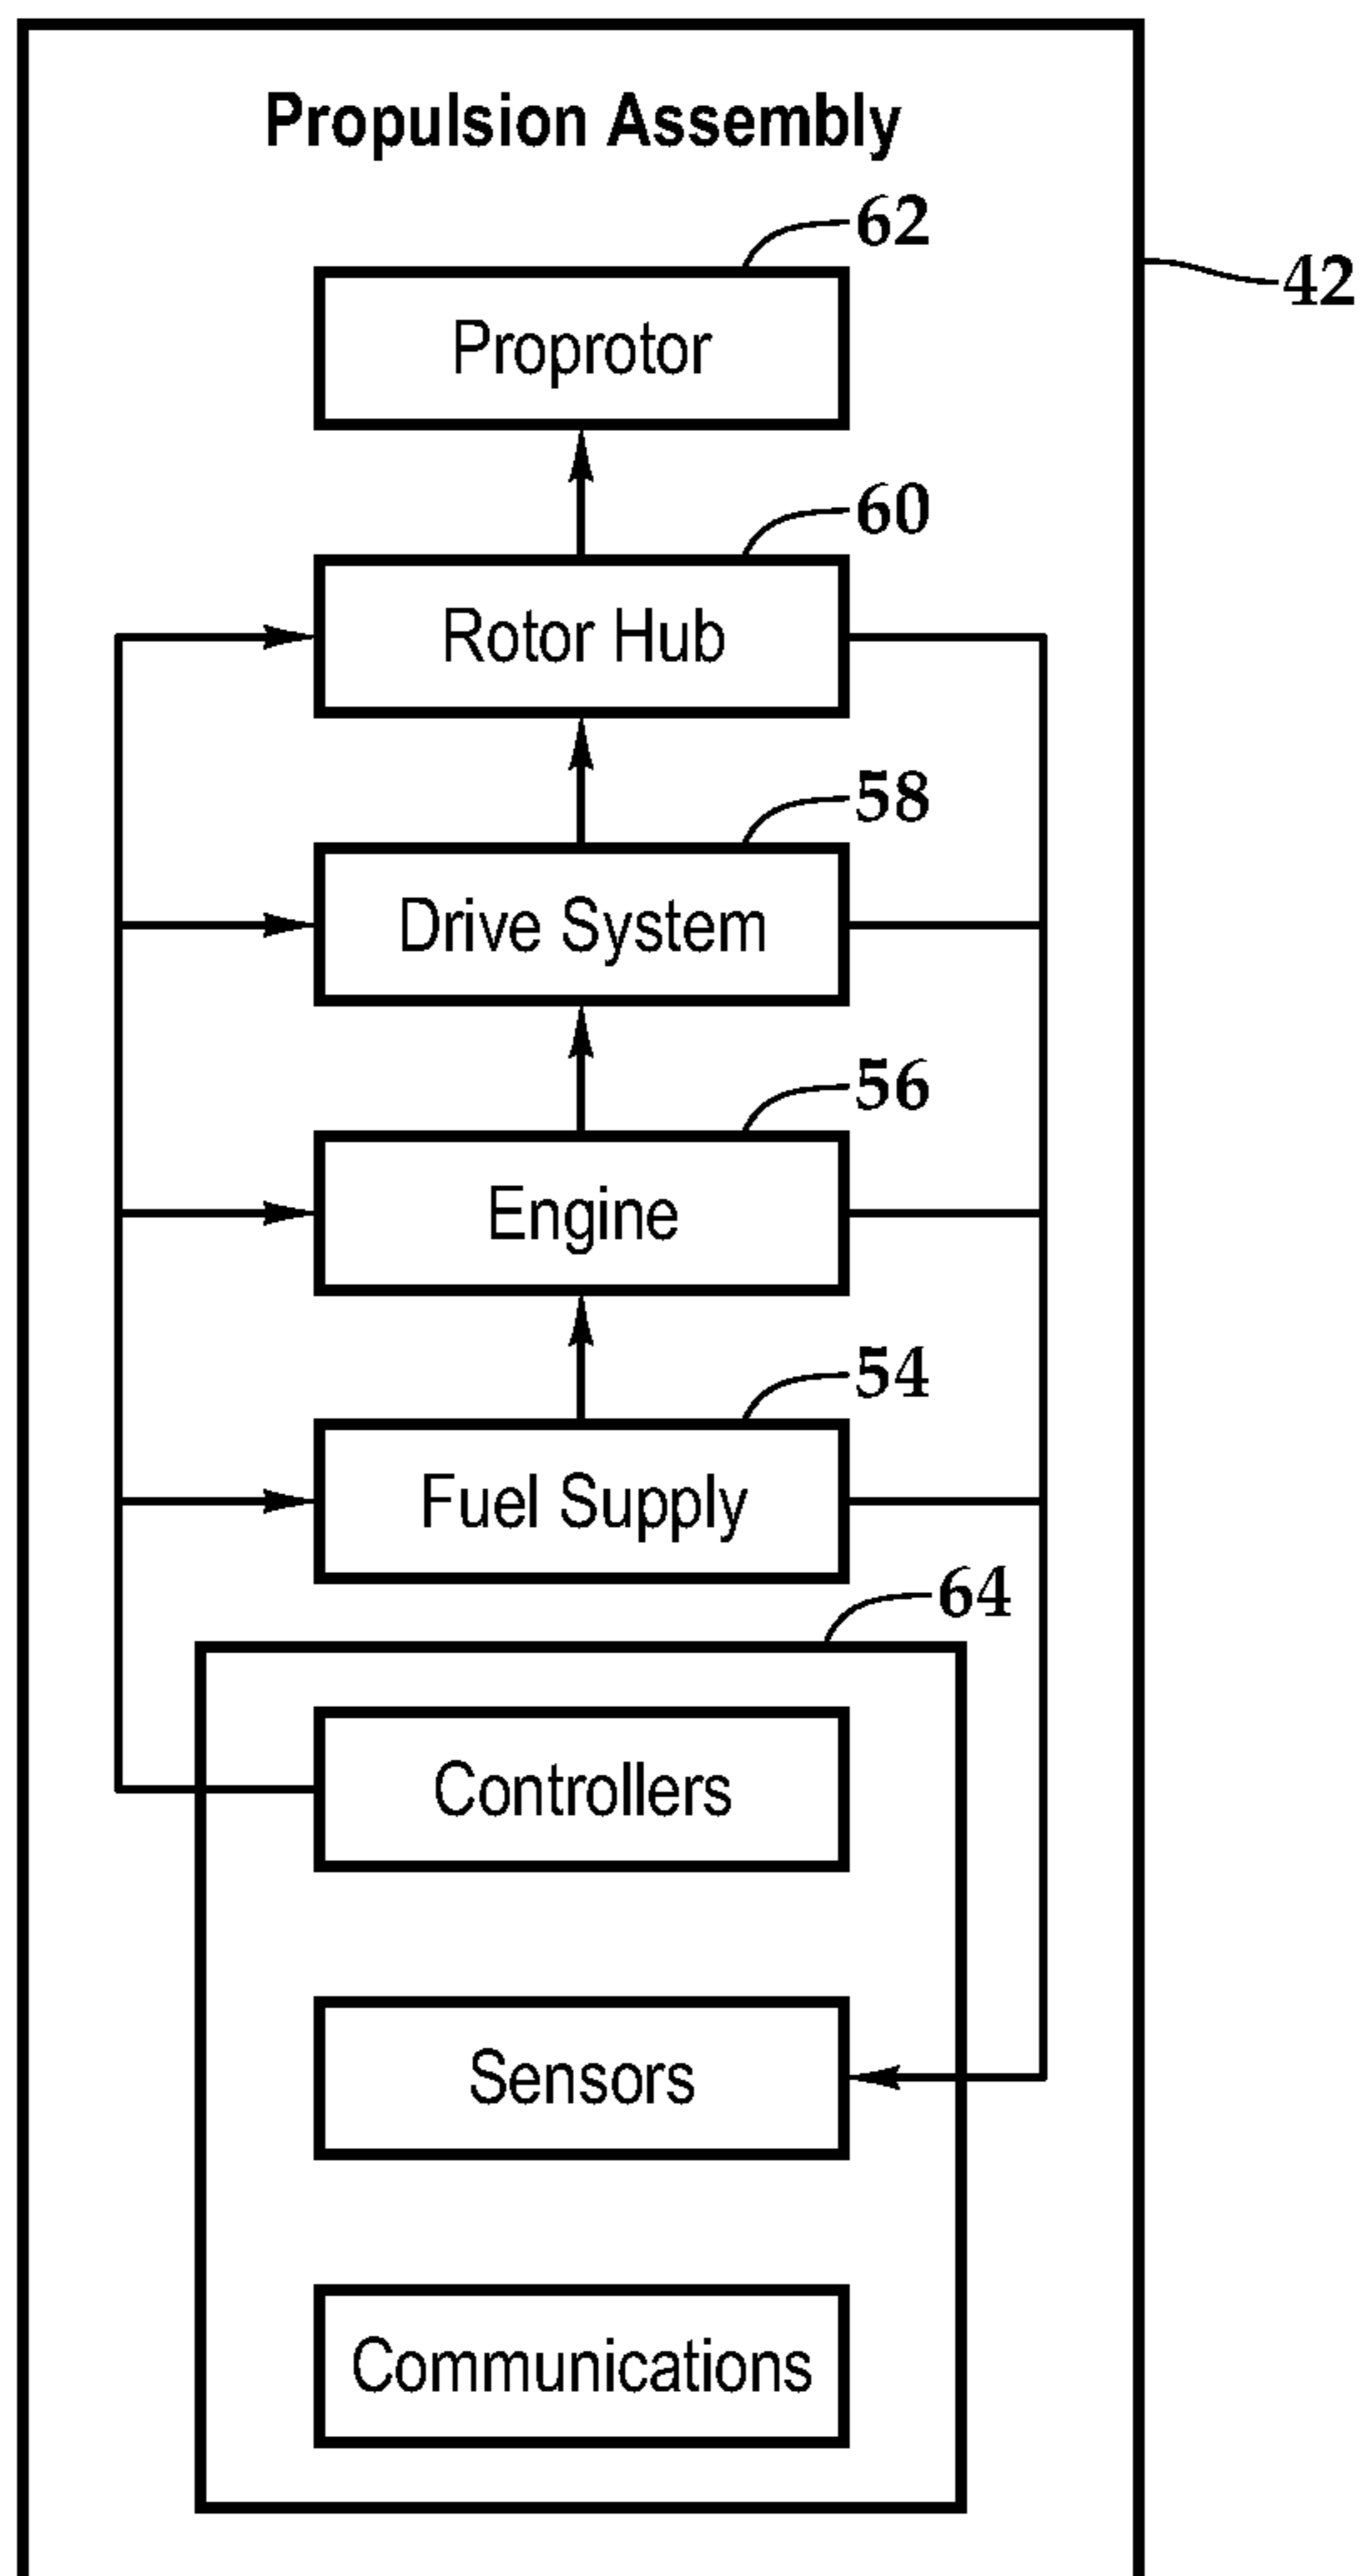 Propulsion Assembly
62
42
Proprotor
60
Rotor Hub
58
Drive System
56
Engine
54
Fuel Supply
64
Controllers
Sensors
Communications